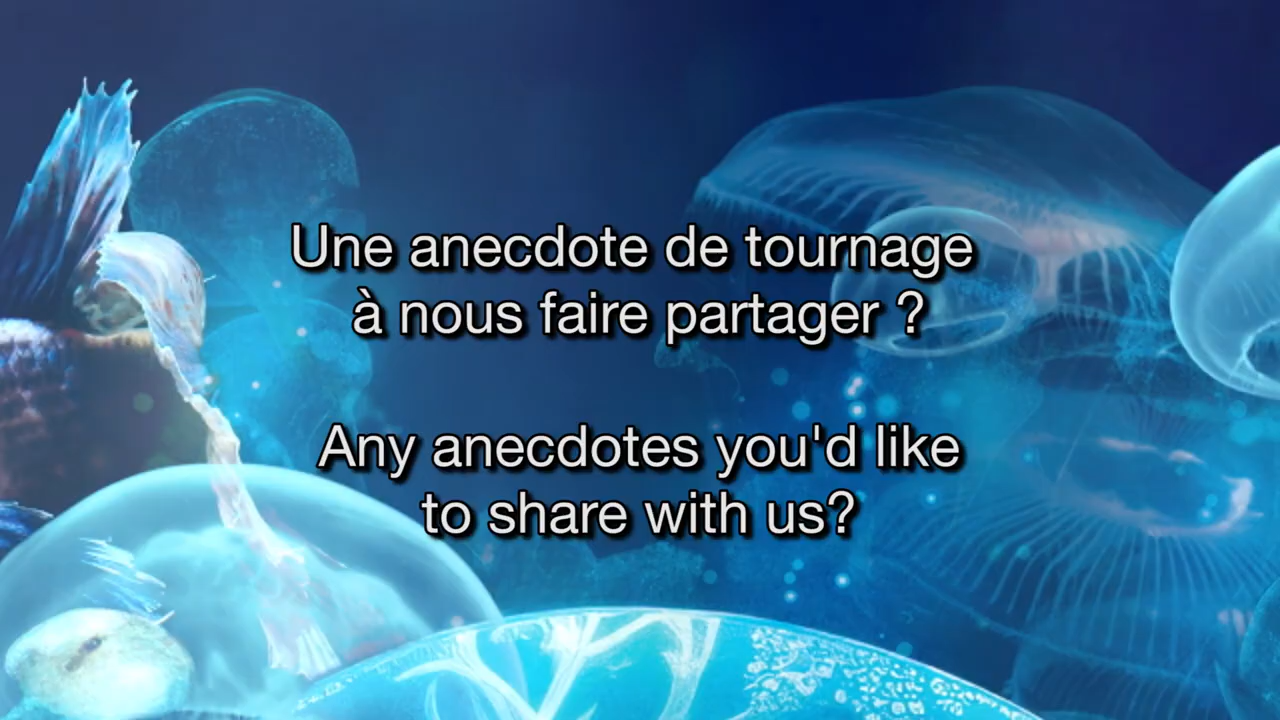 Une anecdote de tournage
à nous faire partager ?
Any anecdotes you'd like
to share with us?